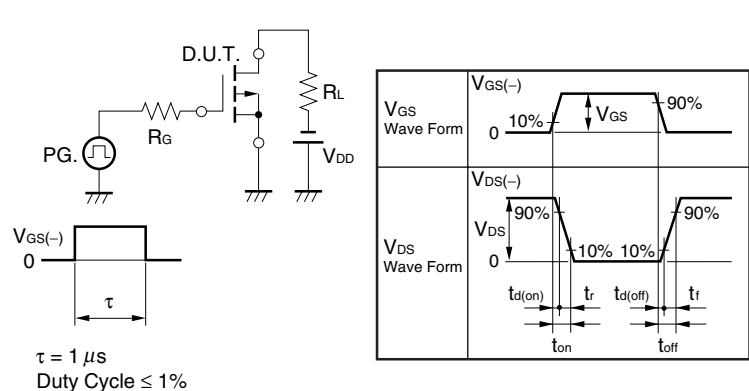 D.U.T.
RL
RG
PG.
VDD
VGS(−)
0
τ
τ = 1 μs
Duty Cycle ≤ 1%
VGS
Wave Form
VGS(−)
10%
VGS
90%
0
VDS
Wave Form
VDS(−)
90%
90%
VDS
10% 10%
0
td(on) tr td(off) tf
ton toff